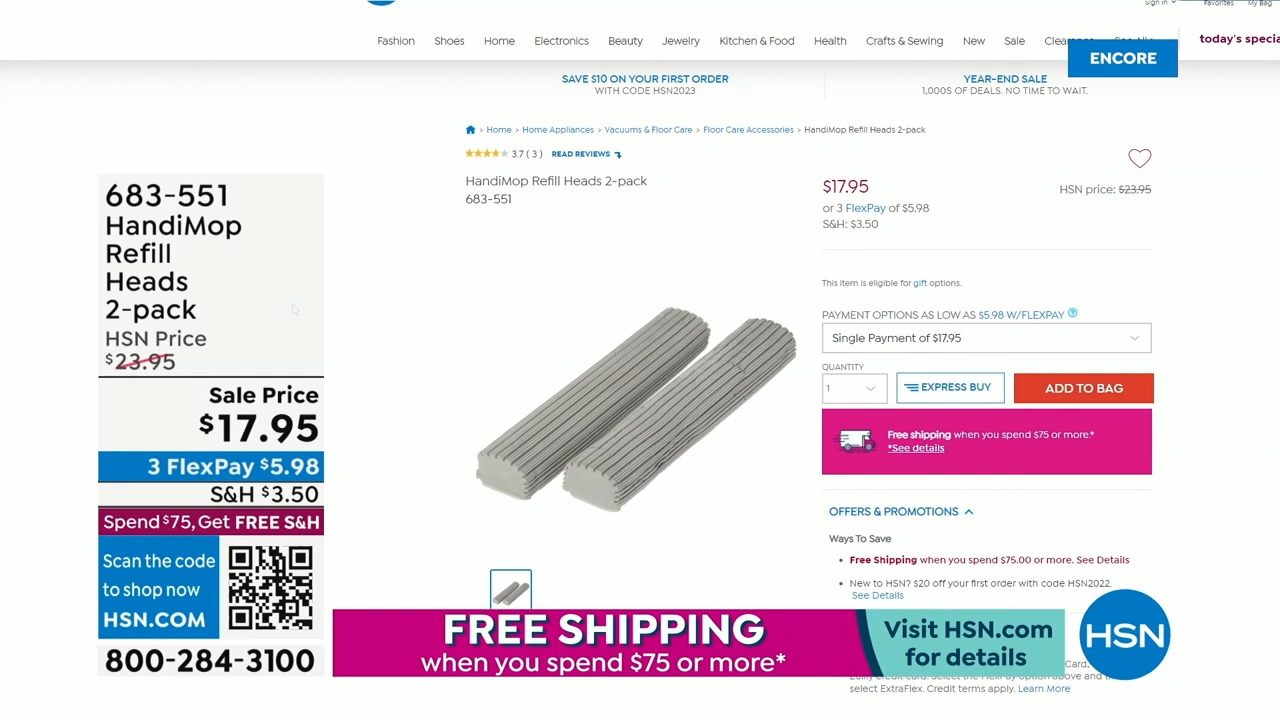 Sign in
Favorites
My Bag
Fashion Shoes Home Electronics Beauty Jewelry Kitchen & Food Health Crafts & Sewing New Sale
today's
ENCORE
SAVE $10 ON YOUR FIRST ORDER
WITH CODE HSN2023
YEAR-END SALE
1,000S OF DEALS. NO TIME TO WAIT.
> Home > Home Appliances > Vacuums & Floor Care > Floor Care Accessories > HandiMop Refill Heads 2-pack
3.7 ( 3 ) READ REVIEWS
HandiMop Refill Heads 2-pack
683-551
$17.95
HSN price: $23.95
or 3 FlexPay of $5.98
S&H: $3.50
This item is eligible for gift options.
PAYMENT OPTIONS AS LOW AS $5.98 W/FLEXPAY ?
Single Payment of $17.95
QUANTITY
1
EXPRESS BUY
ADD TO BAG
Free shipping when you spend $75 or more.*
*See details
OFFERS & PROMOTIONS
Ways To Save
• Free Shipping when you spend $75.00 or more. See Details
• New to HSN? $20 off your first order with code HSN2022.
See Details
Card,
select ExtraFlex. Credit terms apply. Learn More
683-551
HandiMop
Refill
Heads
2-pack
HSN Price
$23.95
Sale Price
$17.95
3 FlexPay $5.98
S&H $3.50
Spend $75, Get FREE S&H
Scan the code
to shop now
HSN.COM
800-284-3100
FREE SHIPPING
when you spend $75 or more*
Visit HSN.com
for details
HSN